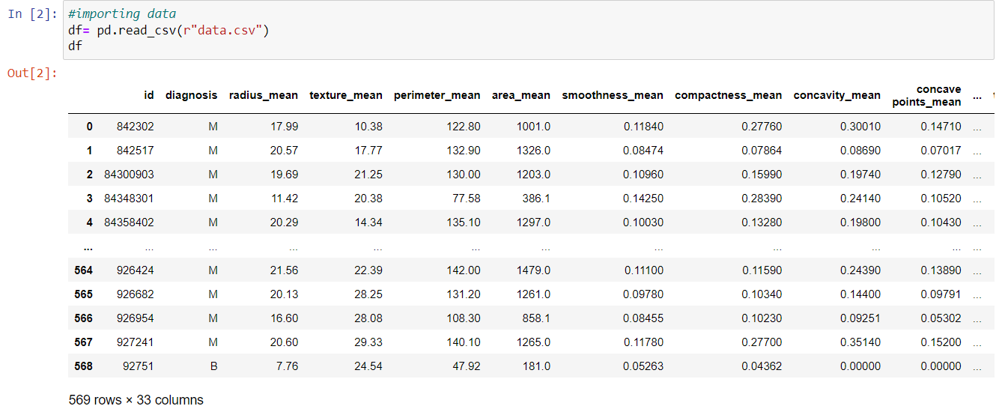 In [2]: #importing data
df= pd.read_csv(r"data.csv")
df
Out[2]:
id diagnosis radius_mean texture_mean perimeter_mean area_mean smoothness_mean compactness_mean concavity_mean concave points_mean ...
0 842302 M 17.99 10.38 122.80 1001.0 0.11840 0.27760 0.30010 0.14710 ...
1 842517 M 20.57 17.77 132.90 1326.0 0.08474 0.07864 0.08690 0.07017 ...
2 84300903 M 19.69 21.25 130.00 1203.0 0.10960 0.15990 0.19740 0.12790 ...
3 84348301 M 11.42 20.38 77.58 386.1 0.14250 0.28390 0.24140 0.10520 ...
4 84358402 M 20.29 14.34 135.10 1297.0 0.10030 0.13280 0.19800 0.10430 ...
... ... ... ... ... ... ... ... ... ... ... ...
564 926424 M 21.56 22.39 142.00 1479.0 0.11100 0.11590 0.24390 0.13890 ...
565 926682 M 20.13 28.25 131.20 1261.0 0.09780 0.10340 0.14400 0.09791 ...
566 926954 M 16.60 28.08 108.30 858.1 0.08455 0.10230 0.09251 0.05302 ...
567 927241 M 20.60 29.33 140.10 1265.0 0.11780 0.27700 0.35140 0.15200 ...
568 92751 B 7.76 24.54 47.92 181.0 0.05263 0.04362 0.00000 0.00000 ...
569 rows × 33 columns